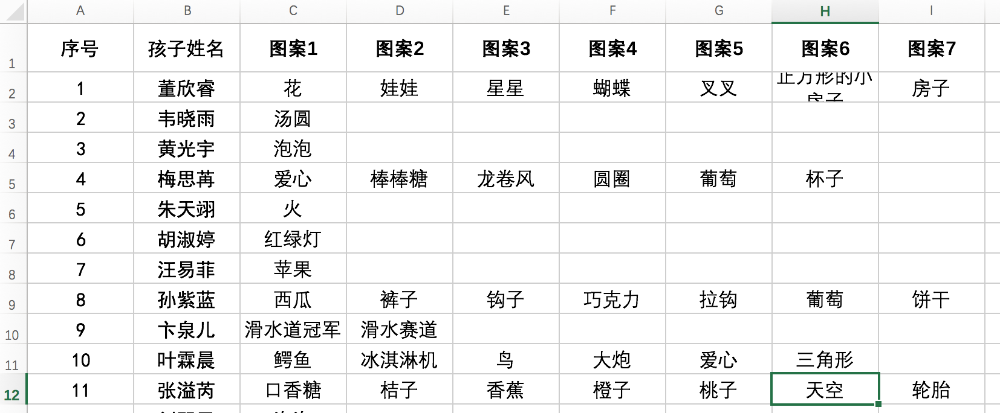 A B C D E F G H I
1 序号 孩子姓名 图案1 图案2 图案3 图案4 图案5 图案6 图案7
2 1 董欣睿 花 娃娃 星星 蝴蝶 叉叉 正方形的小房子 房子
3 2 韦晓雨 汤圆
4 3 黄光宇 泡泡
5 4 梅思苒 爱心 棒棒糖 龙卷风 圆圈 葡萄 杯子
6 5 朱天翊 火
7 6 胡淑婷 红绿灯
8 7 汪易菲 苹果
9 8 孙紫蓝 西瓜 裤子 钩子 巧克力 拉钩 葡萄 饼干
10 9 卞泉儿 滑水道冠军 滑水赛道
11 10 叶霖晨 鳄鱼 冰淇淋机 鸟 大炮 爱心 三角形
12 11 张溢芮 口香糖 桔子 香蕉 橙子 桃子 天空 轮胎